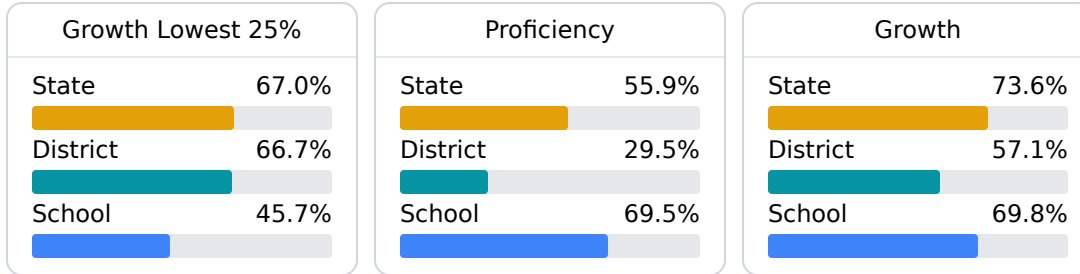 Growth Lowest 25%
State 67.0%
District 66.7%
School 45.7%
Proficiency
State 55.9%
District 29.5%
School 69.5%
Growth
State 73.6%
District 57.1%
School 69.8%